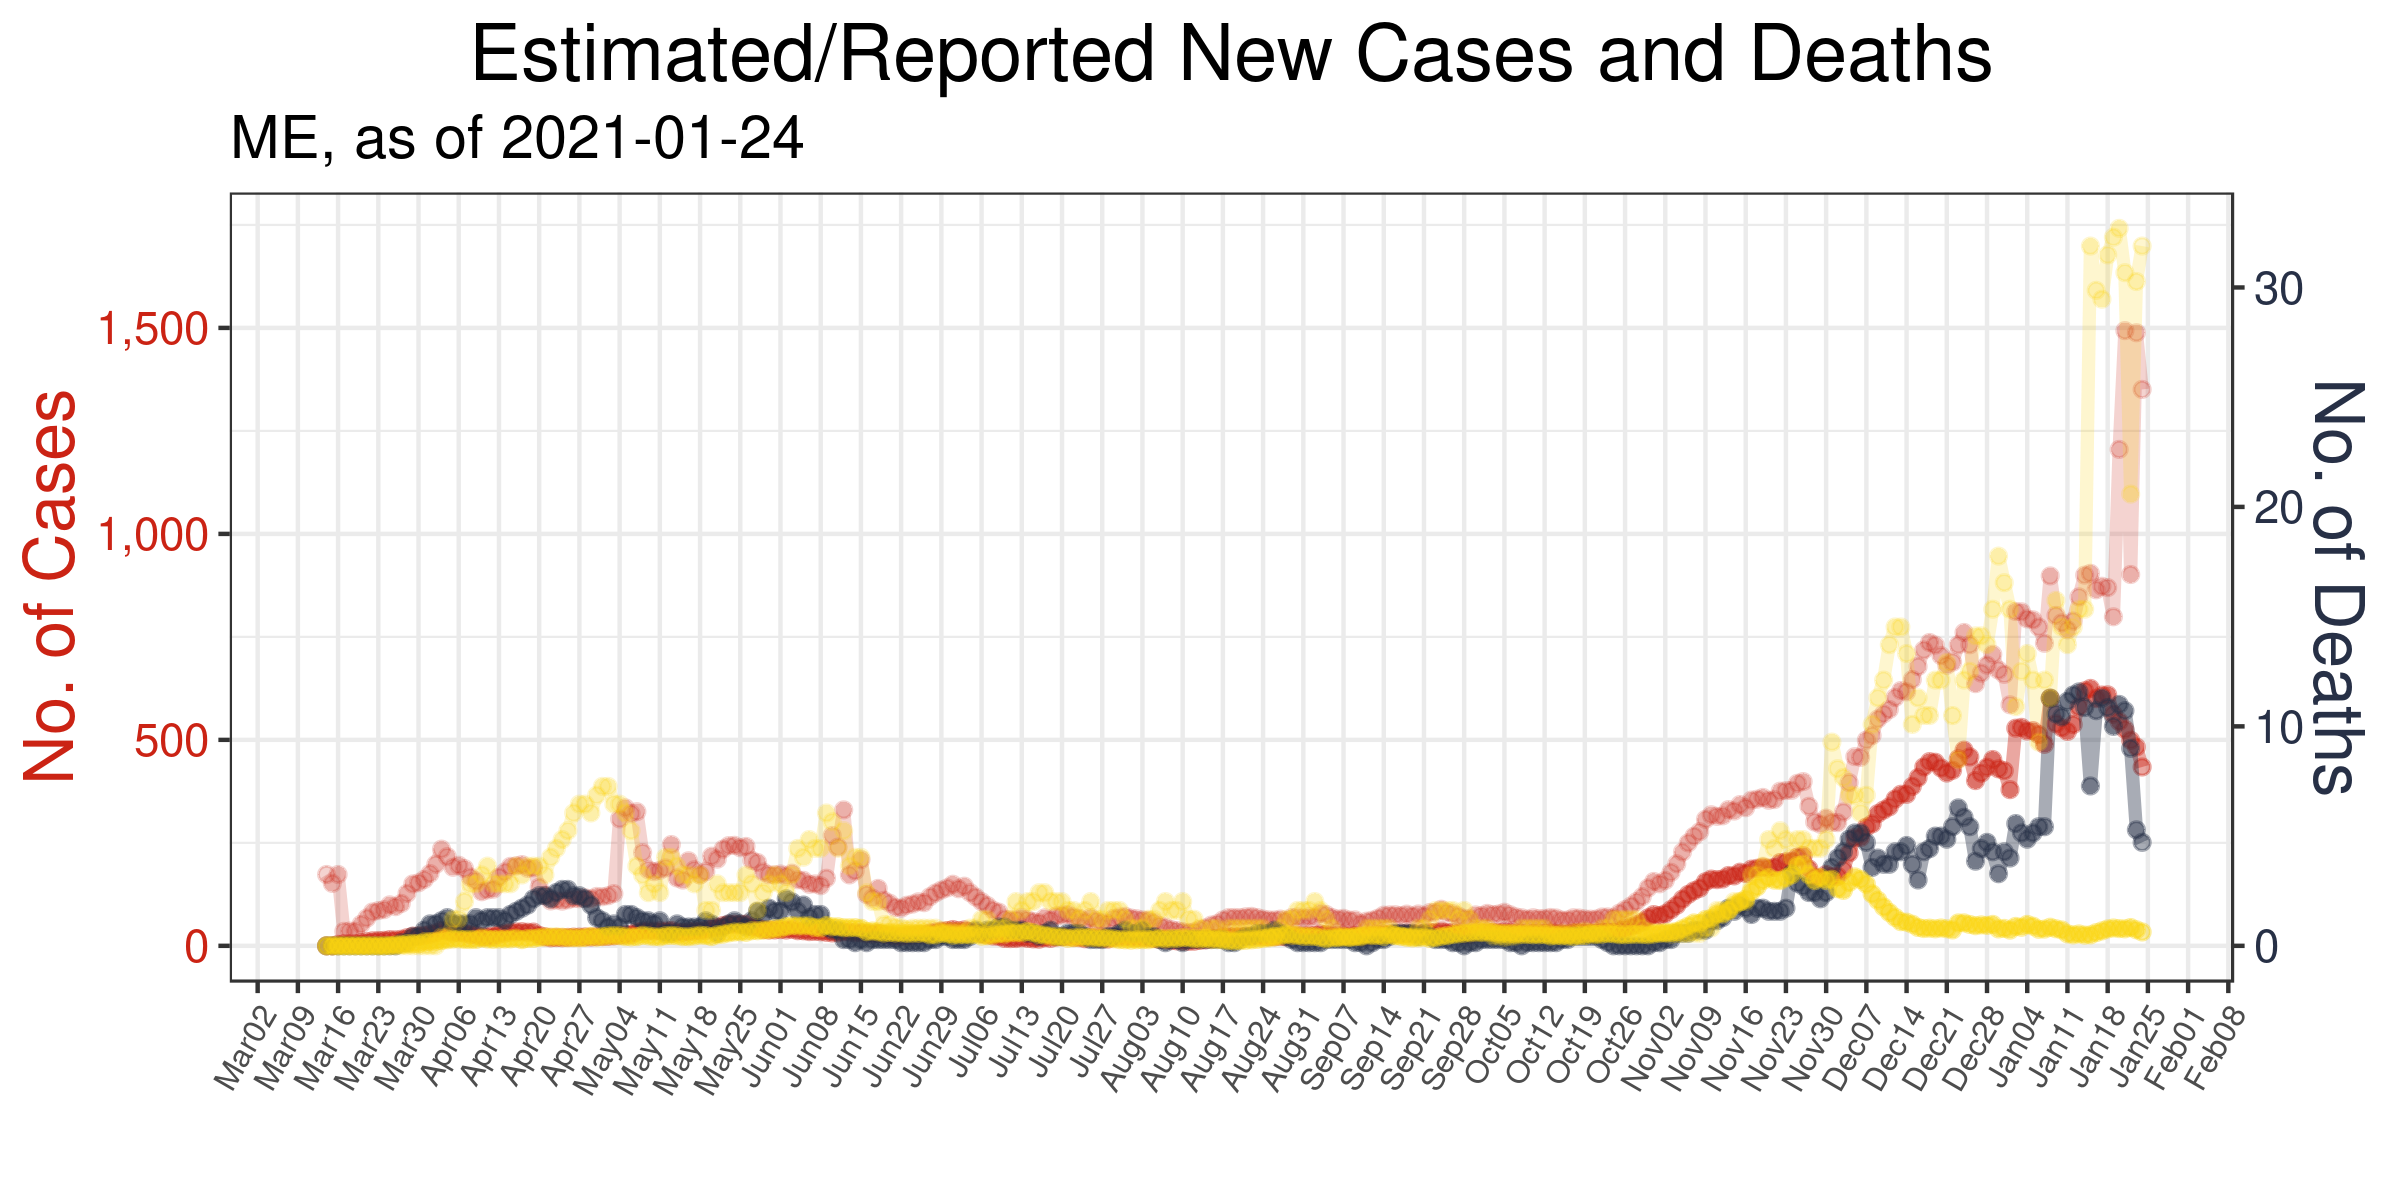 Estimated/Reported New Cases and Deaths
ME, as of 2021-01-24
No. of Cases
1,500
1,000
500
0
30
20
10
0
No. of Deaths
Mar02
Mar09
Mar16
Mar23
Mar30
Apr06
Apr13
Apr20
Apr27
May04
May11
May18
May25
Jun01
Jun08
Jun15
Jun22
Jun29
Jul06
Jul13
Jul20
Jul27
Aug03
Aug10
Aug17
Aug24
Aug31
Sep07
Sep14
Sep21
Sep28
Oct05
Oct12
Oct19
Oct26
Nov02
Nov09
Nov16
Nov23
Nov30
Dec07
Dec14
Dec21
Dec28
Jan04
Jan11
Jan18
Jan25
Feb01
Feb08